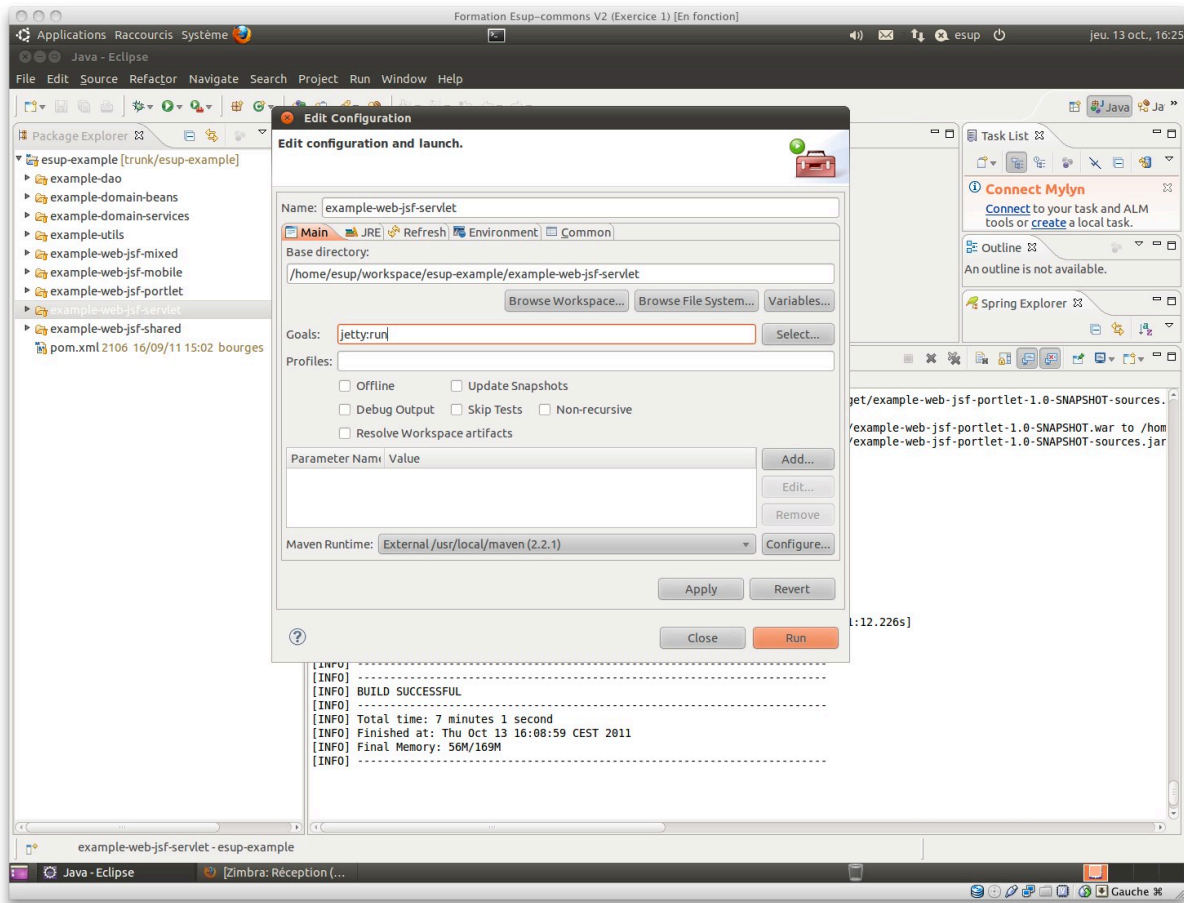 Formation Esup-commons V2 (Exercice 1) [En fonction]
Applications Raccourcis Système
esup
jeu. 13 oct., 16:25
Java - Eclipse
File Edit Source Refactor Navigate Search Project Run Window Help
Java
Ja
»
Package Explorer
esup-example [trunk/esup-example]
example-dao
example-domain-beans
example-domain-services
example-utils
example-web-jsf-mixed
example-web-jsf-mobile
example-web-jsf-portlet
example-web-jsf-servlet
example-web-jsf-shared
pom.xml 2106 16/09/11 15:02 bourges
Edit Configuration
Edit configuration and launch.
Name: example-web-jsf-servlet
Main JRE Refresh Environment Common
Base directory:
/home/esup/workspace/esup-example/example-web-jsf-servlet
Browse Workspace... Browse File System... Variables...
Goals: jetty:run Select...
Profiles:
Offline Update Snapshots
Debug Output Skip Tests Non-recursive
Resolve Workspace artifacts
Parameter Name Value
Add...
Edit...
Remove
Maven Runtime: External /usr/local/maven (2.2.1) Configure...
Apply Revert
Close Run
Task List
Connect Mylyn
Connect to your task and ALM
tools or create a local task.
Outline
An outline is not available.
Spring Explorer
get/example-web-jsf-portlet-1.0-SNAPSHOT-sources.
/example-web-jsf-portlet-1.0-SNAPSHOT.war to /hom
/example-web-jsf-portlet-1.0-SNAPSHOT-sources.jar
1:12.226s]
[INFO] ------------------------------------------------------------------------
[INFO] ------------------------------------------------------------------------
[INFO] BUILD SUCCESSFUL
[INFO] ------------------------------------------------------------------------
[INFO] Total time: 7 minutes 1 second
[INFO] Finished at: Thu Oct 13 16:08:59 CEST 2011
[INFO] Final Memory: 56M/169M
[INFO] ------------------------------------------------------------------------
example-web-jsf-servlet - esup-example
Java - Eclipse
[Zimbra: Réception (...
Gauche ⌘